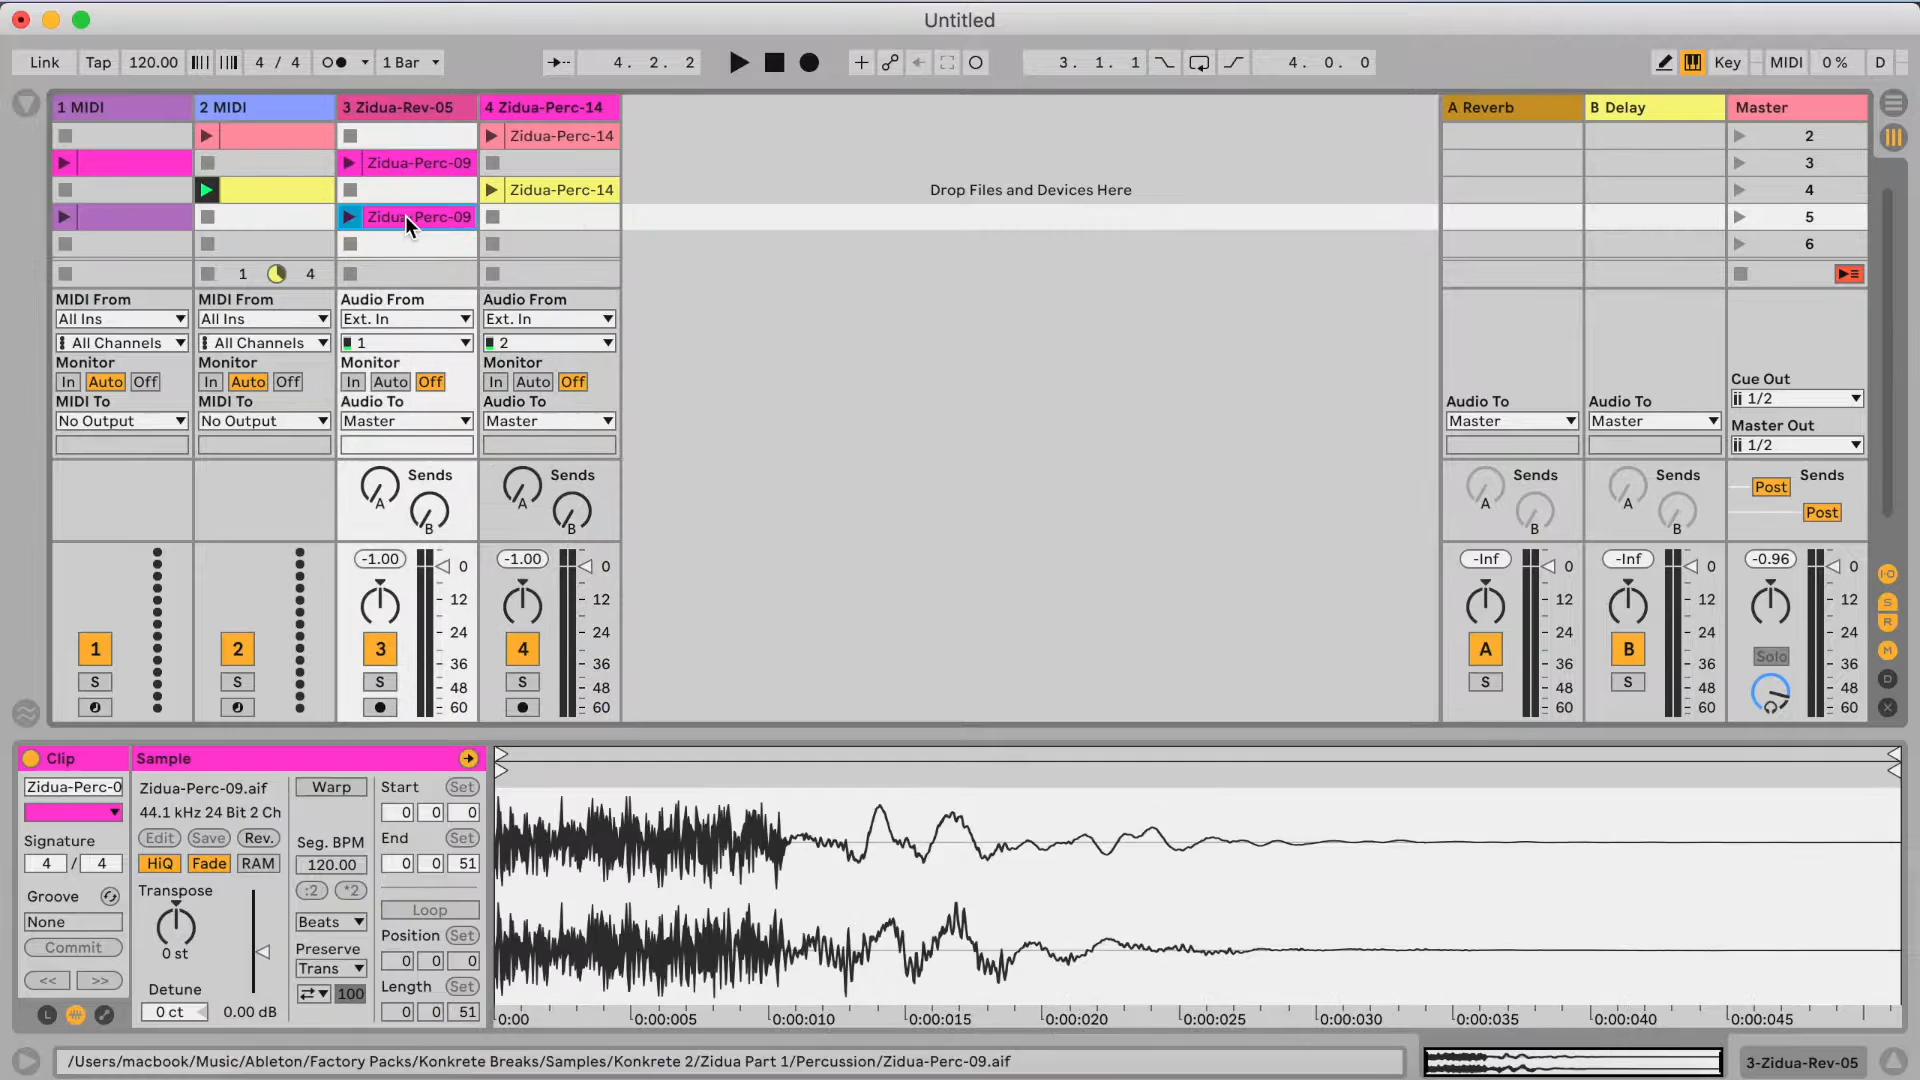 Untitled
Link Tap 120.00 4 / 4 1 Bar 4. 2. 2 3. 1. 1 4. 0. 0 Key MIDI 0 % D
1 MIDI 2 MIDI 3 Zidua-Rev-05 4 Zidua-Perc-14 A Reverb B Delay Master
Zidua-Perc-14 2
Zidua-Perc-09 3
Zidua-Perc-14 Drop Files and Devices Here 4
Zidua-Perc-09 5
6
1 4
MIDI From MIDI From Audio From Audio From
All Ins All Ins Ext. In Ext. In
All Channels All Channels 1 2
Monitor Monitor Monitor Monitor
In Auto Off In Auto Off In Auto Off In Auto Off Cue Out
1/2
MIDI To MIDI To Audio To Audio To Audio To Audio To
No Output No Output Master Master Master Master Master Out
1/2
Sends Sends Sends Sends Sends
A A A A Post
B B B B Post
-1.00 -1.00 -Inf -Inf -0.96
0 0 0 0 0
12 12 12 12 12
24 24 24 24 24
1 2 3 4 A B Solo
36 36 36 36 36
S S S S S S
48 48 48 48 48
60 60 60 60 60
I-O
S
R
M
D
X
Clip Sample
Zidua-Perc-0 Zidua-Perc-09.aif Warp Start Set
44.1 kHz 24 Bit 2 Ch 0 0 0
Signature Edit Save Rev. Seg. BPM End Set
4 / 4 HiQ Fade RAM 120.00 0 0 51
Groove Transpose :2 *2
None Beats Loop
Commit 0 st Preserve Position Set
Trans 0 0 0
<< >> Detune 100 Length Set
L 0 ct 0.00 dB 0 0 51
0:00 0:00:005 0:00:010 0:00:015 0:00:020 0:00:025 0:00:030 0:00:035 0:00:040 0:00:045
/Users/macbook/Music/Ableton/Factory Packs/Konkrete Breaks/Samples/Konkrete 2/Zidua Part 1/Percussion/Zidua-Perc-09.aif 3-Zidua-Rev-05